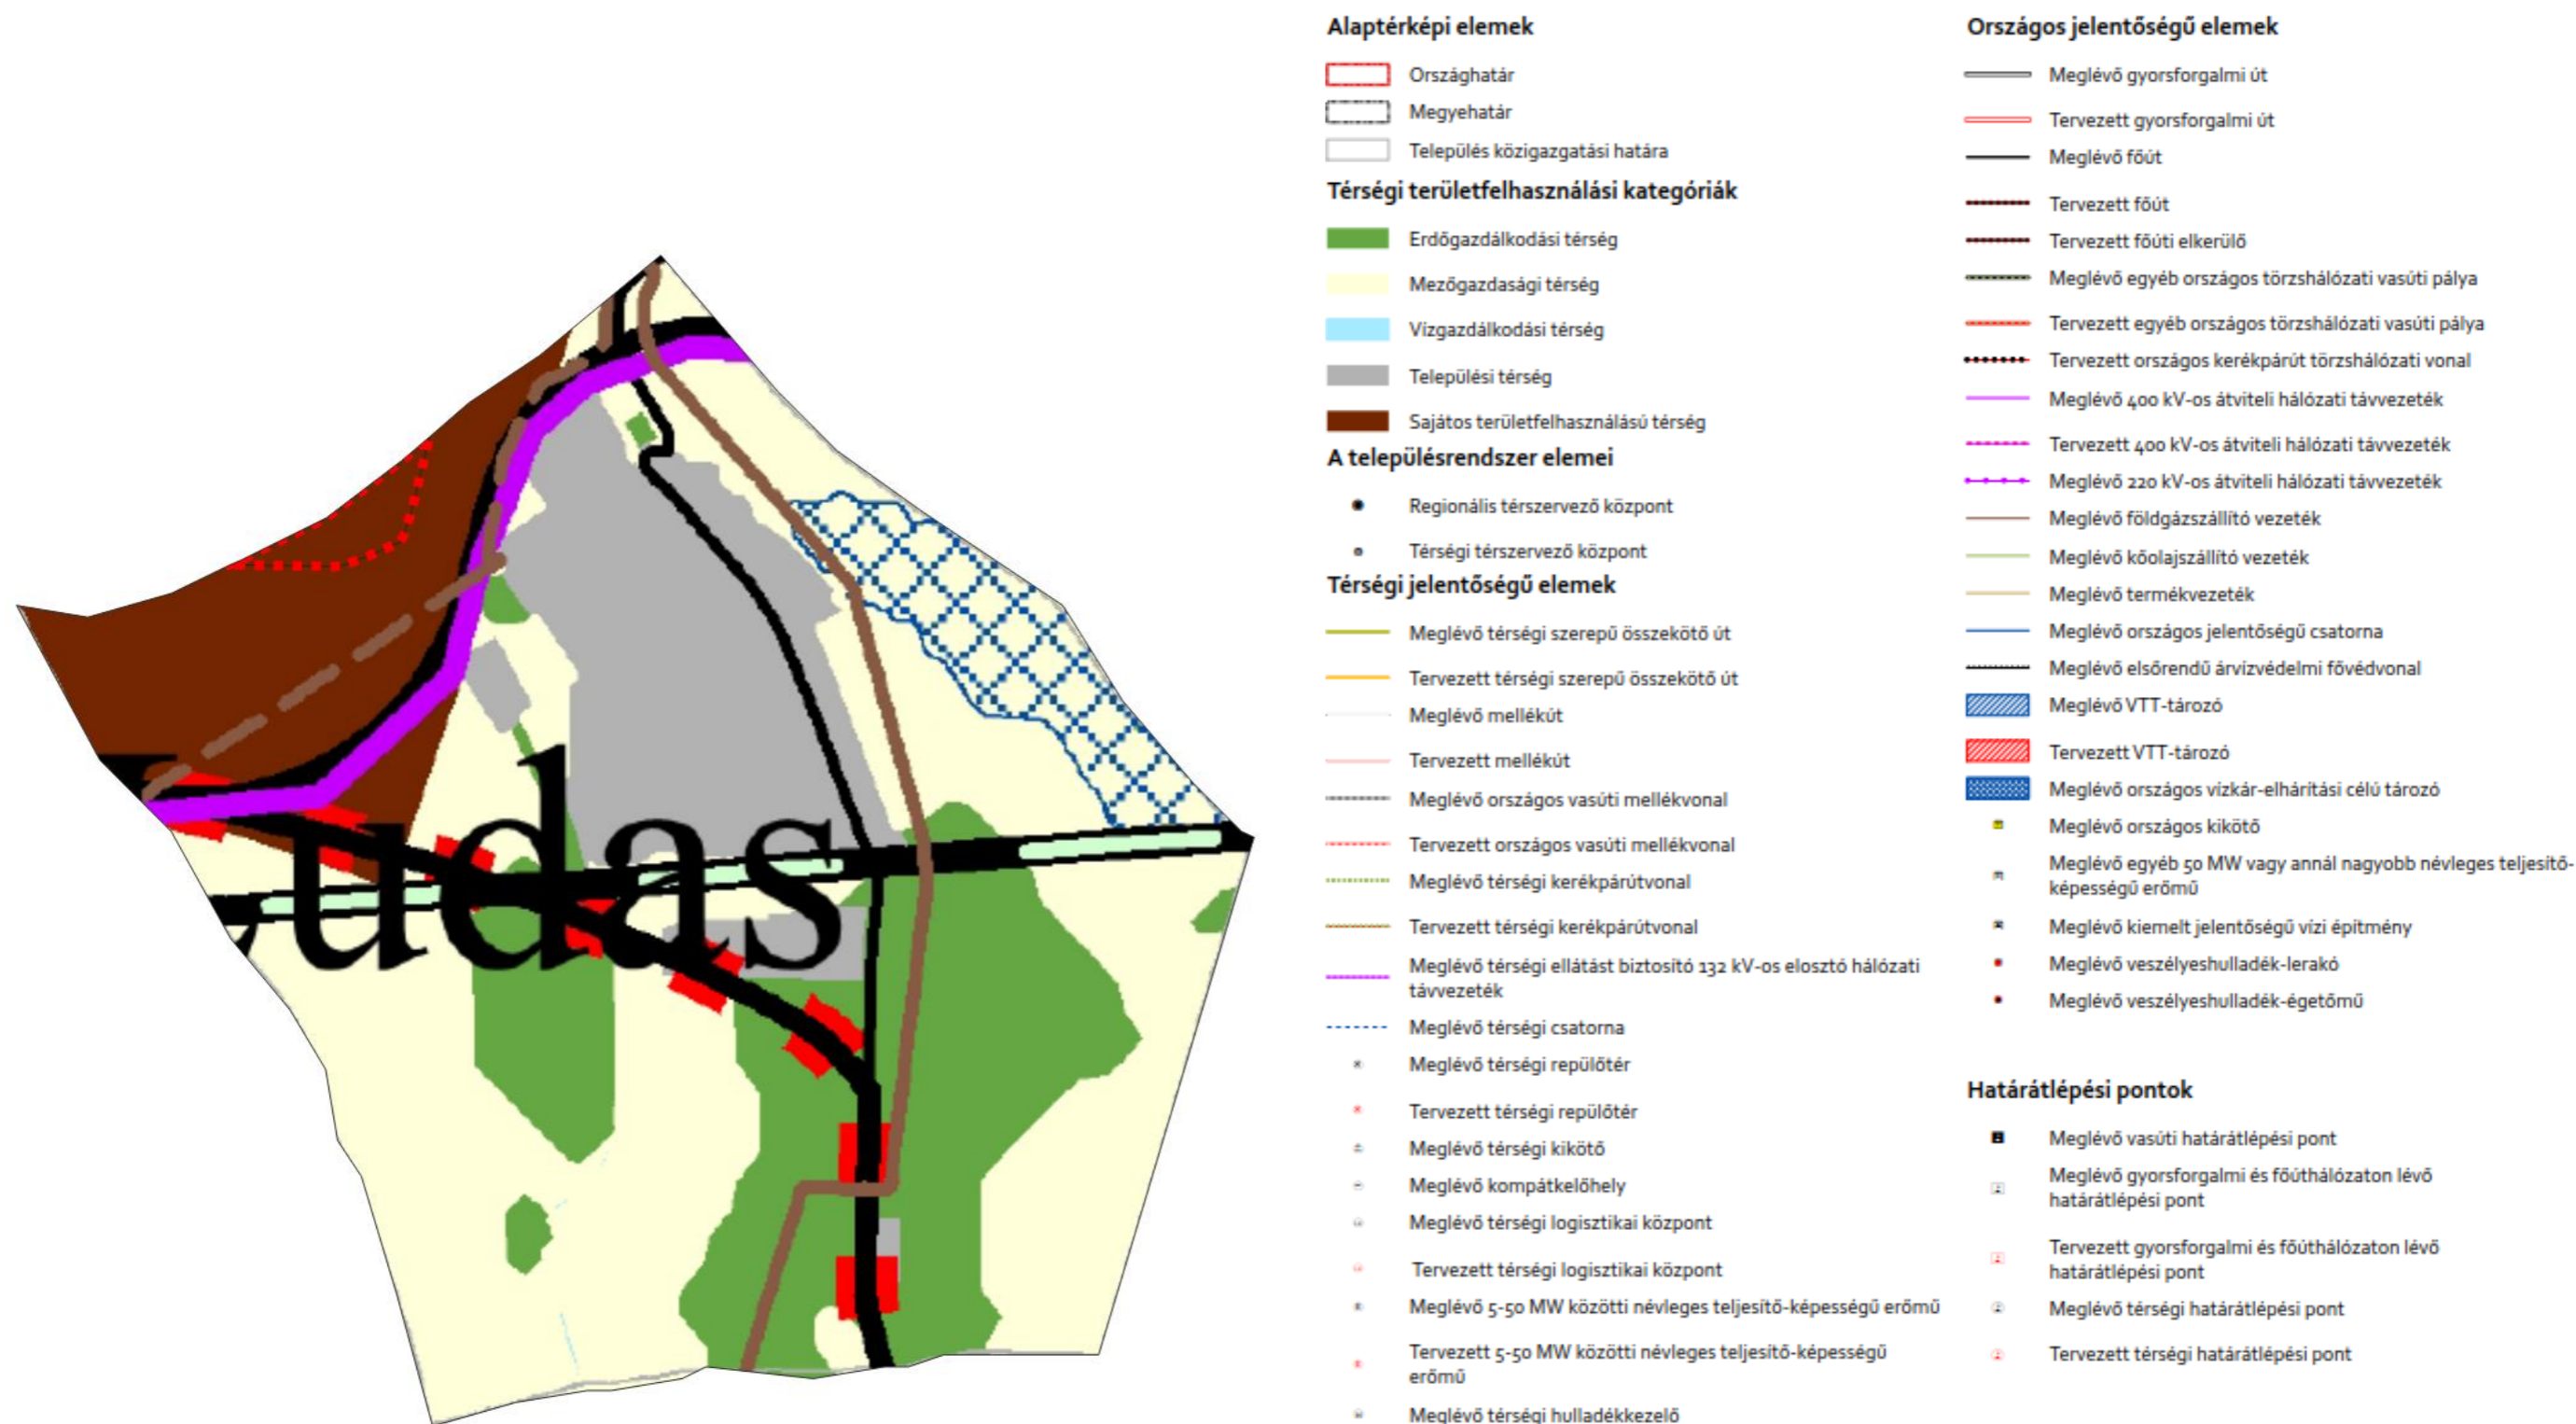 udas
Alaptérképi elemek
Országhatár
Megyehatár
Település közigazgatási határa
Térségi területfelhasználási kategóriák
Erdőgazdálkodási térség
Mezőgazdasági térség
Vízgazdálkodási térség
Települési térség
Sajátos területfelhasználású térség
A településrendszer elemei
Regionális térszervező központ
Térségi térszervező központ
Térségi jelentőségű elemek
Meglévő térségi szerepű összekötő út
Tervezett térségi szerepű összekötő út
Meglévő mellékút
Tervezett mellékút
Meglévő országos vasúti mellékvonal
Tervezett országos vasúti mellékvonal
Meglévő térségi kerékpárútvonal
Tervezett térségi kerékpárútvonal
Meglévő térségi ellátást biztosító 132 kV-os elosztó hálózati
távvezeték
Meglévő térségi csatorna
Meglévő térségi repülőtér
Tervezett térségi repülőtér
Meglévő térségi kikötő
Meglévő kompátkelőhely
Meglévő térségi logisztikai központ
Tervezett térségi logisztikai központ
Meglévő 5-50 MW közötti névleges teljesítő-képességű erőmű
Tervezett 5-50 MW közötti névleges teljesítő-képességű
erőmű
Meglévő térségi hulladékkezelő
Országos jelentőségű elemek
Meglévő gyorsforgalmi út
Tervezett gyorsforgalmi út
Meglévő főút
Tervezett főút
Tervezett főúti elkerülő
Meglévő egyéb országos törzshálózati vasúti pálya
Tervezett egyéb országos törzshálózati vasúti pálya
Tervezett országos kerékpárút törzshálózati vonal
Meglévő 400 kV-os átviteli hálózati távvezeték
Tervezett 400 kV-os átviteli hálózati távvezeték
Meglévő 220 kV-os átviteli hálózati távvezeték
Meglévő földgázszállító vezeték
Meglévő kőolajszállító vezeték
Meglévő termékvezeték
Meglévő országos jelentőségű csatorna
Meglévő elsőrendű árvízvédelmi fővédvonal
Meglévő VTT-tározó
Tervezett VTT-tározó
Meglévő országos vízkár-elhárítási célú tározó
Meglévő országos kikötő
Meglévő egyéb 50 MW vagy annál nagyobb névleges teljesítő-
képességű erőmű
Meglévő kiemelt jelentőségű vízi építmény
Meglévő veszélyeshulladék-lerakó
Meglévő veszélyeshulladék-égetőmű
Határátlépési pontok
Meglévő vasúti határátlépési pont
Meglévő gyorsforgalmi és főúthálózaton lévő
határátlépési pont
Tervezett gyorsforgalmi és főúthálózaton lévő
határátlépési pont
Meglévő térségi határátlépési pont
Tervezett térségi határátlépési pont